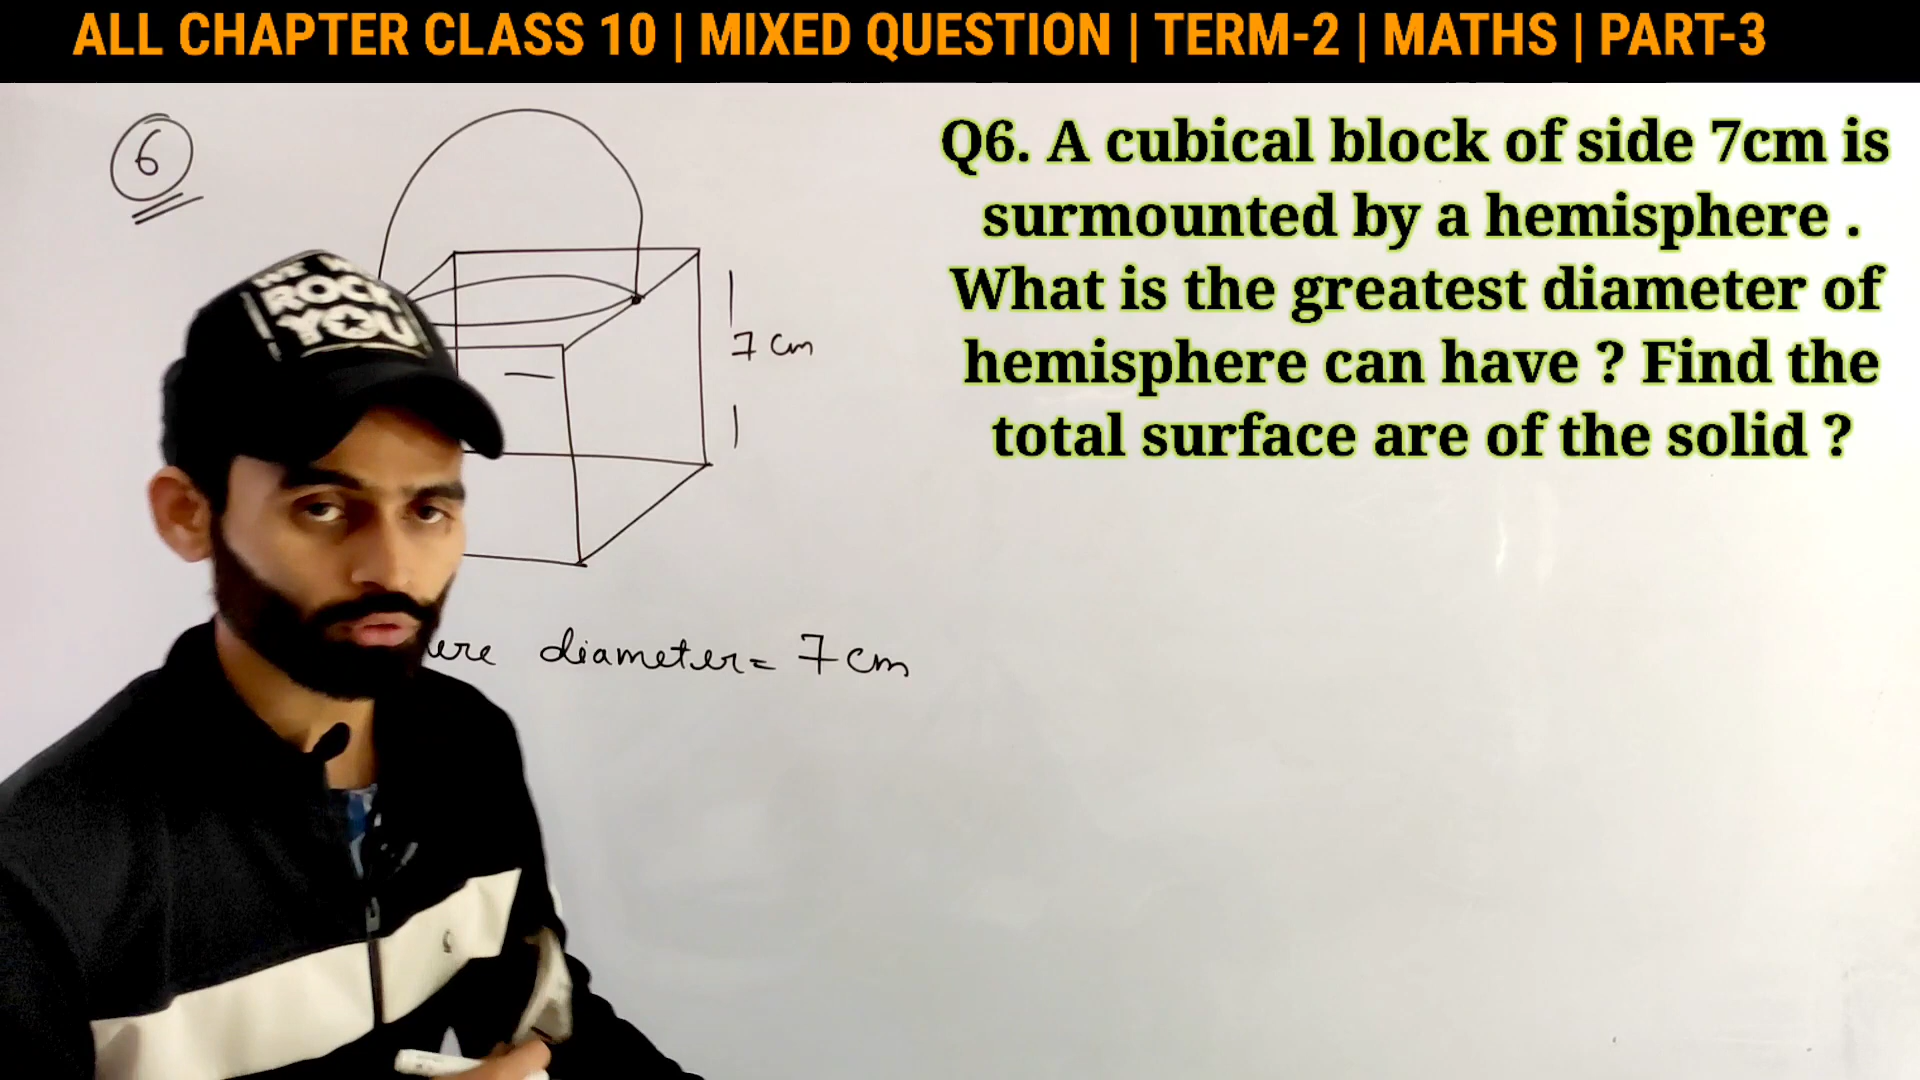 ALL CHAPTER CLASS 10 | MIXED QUESTION | TERM-2 | MATHS | PART-3
6
Q6. A cubical block of side 7cm is
surmounted by a hemisphere .
What is the greatest diameter of
hemisphere can have ? Find the
total surface are of the solid ?
7 cm
ROCK
YOU
diameter = 7 cm